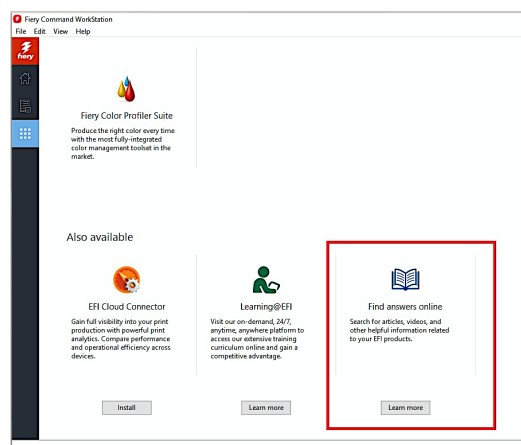 Fiery Command WorkStation
File Edit View Help
fiery
Fiery Color Profiler Suite
Produce the right color every time
with the most fully-integrated
color management toolset in the
market.
Also available
EFI Cloud Connector
Gain full visibility into your print
production with powerful print
analytics. Compare performance
and operational efficiency across
devices.
Install
Learning@EFI
Visit our on-demand, 24/7,
anytime, anywhere platform to
access our extensive training
curriculum online and gain a
competitive advantage.
Learn more
Find answers online
Search for articles, videos, and
other helpful information related
to your EFI products.
Learn more